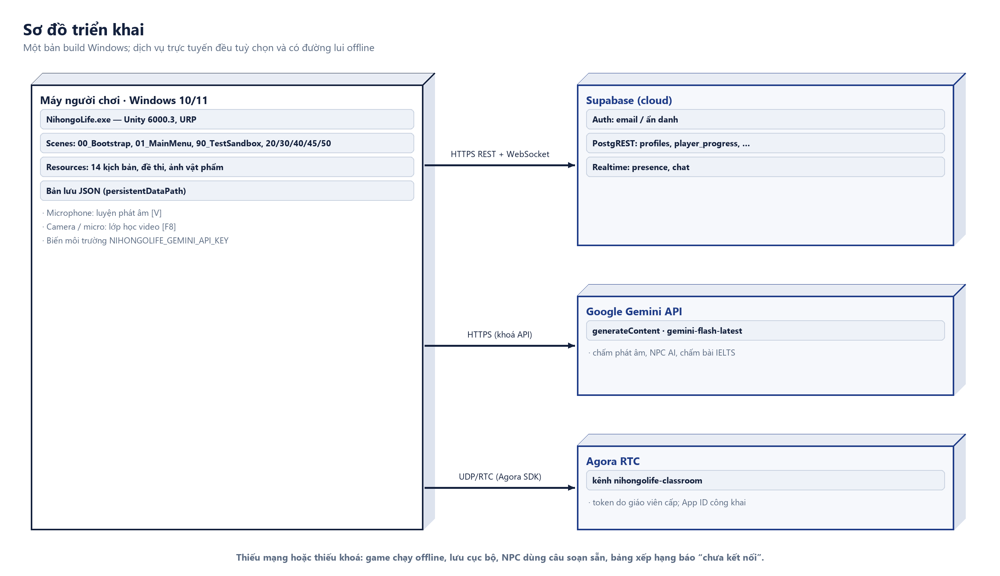 Sơ đồ triển khai
Một bản build Windows; dịch vụ trực tuyến đều tuỳ chọn và có đường lui offline
Máy người chơi · Windows 10/11
NihongoLife.exe — Unity 6000.3, URP
Scenes: 00_Bootstrap, 01_MainMenu, 90_TestSandbox, 20/30/40/45/50
Resources: 14 kịch bản, đề thi, ảnh vật phẩm
Bản lưu JSON (persistentDataPath)
· Microphone: luyện phát âm [V]
· Camera / micro: lớp học video [F8]
· Biến môi trường NIHONGOLIFE_GEMINI_API_KEY
HTTPS REST + WebSocket
Supabase (cloud)
Auth: email / ẩn danh
PostgREST: profiles, player_progress, ...
Realtime: presence, chat
HTTPS (khoá API)
Google Gemini API
generateContent · gemini-flash-latest
· chấm phát âm, NPC AI, chấm bài IELTS
UDP/RTC (Agora SDK)
Agora RTC
kênh nihongolife-classroom
· token do giáo viên cấp; App ID công khai
Thiếu mạng hoặc thiếu khoá: game chạy offline, lưu cục bộ, NPC dùng câu soạn sẵn, bảng xếp hạng báo “chưa kết nối”.